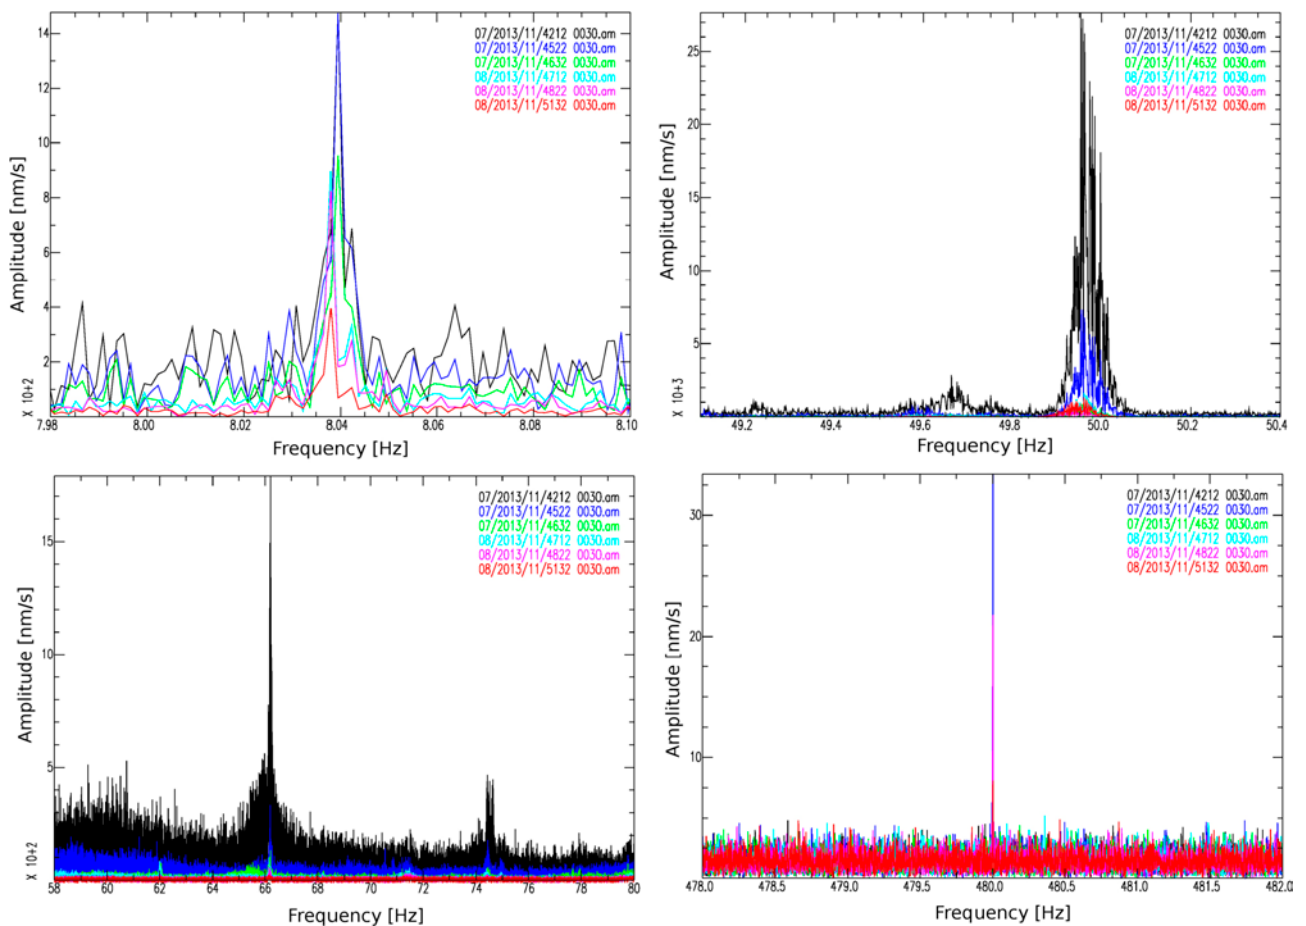 14
12
10
8
6
4
2
X 10+2
Amplitude [nm/s]
07/2013/11/4212 0030.am
07/2013/11/4522 0030.am
07/2013/11/4632 0030.am
08/2013/11/4712 0030.am
08/2013/11/4822 0030.am
08/2013/11/5132 0030.am
7.98 8.00 8.02 8.04 8.06 8.08 8.10
Frequency [Hz]
25
20
15
10
5
X 10+3
Amplitude [nm/s]
07/2013/11/4212 0030.am
07/2013/11/4522 0030.am
07/2013/11/4632 0030.am
08/2013/11/4712 0030.am
08/2013/11/4822 0030.am
08/2013/11/5132 0030.am
49.2 49.4 49.6 49.8 50.0 50.2 50.4
Frequency [Hz]
15
10
5
X 10+2
Amplitude [nm/s]
07/2013/11/4212 0030.am
07/2013/11/4522 0030.am
07/2013/11/4632 0030.am
08/2013/11/4712 0030.am
08/2013/11/4822 0030.am
08/2013/11/5132 0030.am
58 60 62 64 66 68 70 72 74 76 78 80
Frequency [Hz]
30
20
10
Amplitude [nm/s]
07/2013/11/4212 0030.am
07/2013/11/4522 0030.am
07/2013/11/4632 0030.am
08/2013/11/4712 0030.am
08/2013/11/4822 0030.am
08/2013/11/5132 0030.am
478.0 478.5 479.0 479.5 480.0 480.5 481.0 481.5 482.0
Frequency [Hz]